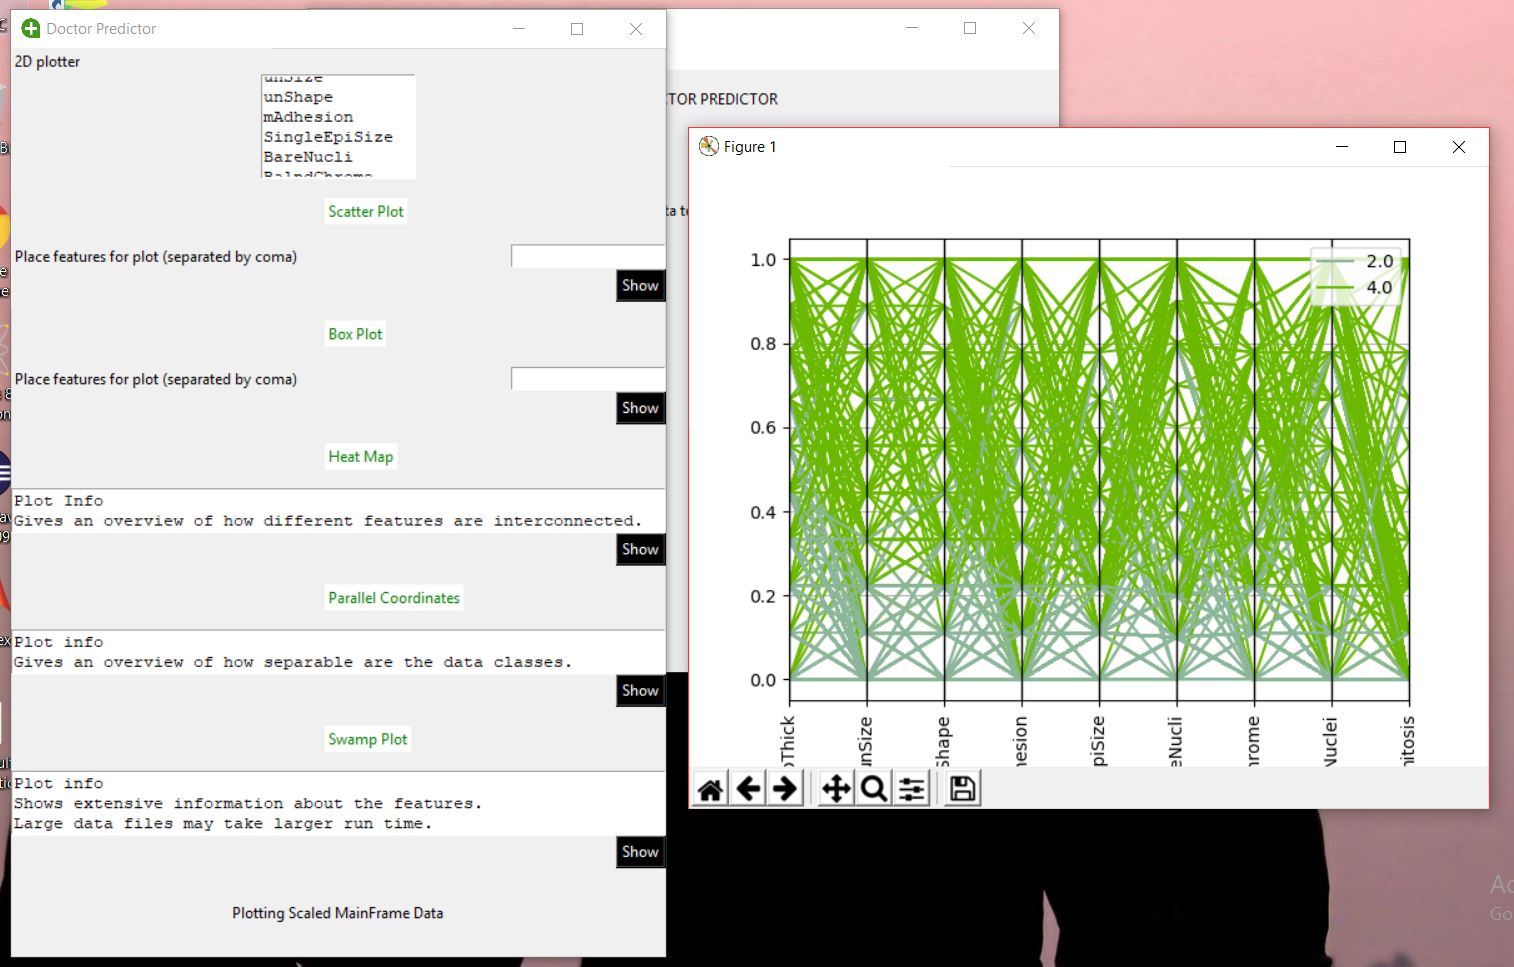 Doctor Predictor
2D plotter
unSize
unShape
mAdhesion
SingleEpiSize
BareNucli
Scatter Plot
Place features for plot (separated by coma)
Show
Box Plot
Place features for plot (separated by coma)
Show
Heat Map
Plot Info
Gives an overview of how different features are interconnected.
Show
Parallel Coordinates
Plot info
Gives an overview of how separable are the data classes.
Show
Swamp Plot
Plot info
Shows extensive information about the features.
Large data files may take larger run time.
Show
Plotting Scaled MainFrame Data
TOR PREDICTOR
ta to
Figure 1
1.0
0.8
0.6
0.4
0.2
0.0
2.0
4.0
Thick
unSize
Shape
esion
piSize
eNucli
rome
Nuclei
itosis